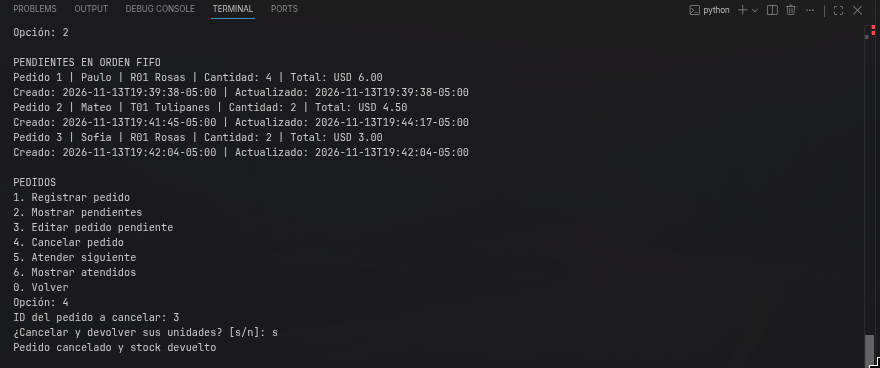 PROBLEMS OUTPUT DEBUG CONSOLE TERMINAL PORTS python
Opción: 2
PENDIENTES EN ORDEN FIFO
Pedido 1 | Paulo | R01 Rosas | Cantidad: 4 | Total: USD 6.00
Creado: 2026-11-13T19:39:38-05:00 | Actualizado: 2026-11-13T19:39:38-05:00
Pedido 2 | Mateo | T01 Tulipanes | Cantidad: 2 | Total: USD 4.50
Creado: 2026-11-13T19:41:45-05:00 | Actualizado: 2026-11-13T19:44:17-05:00
Pedido 3 | Sofia | R01 Rosas | Cantidad: 2 | Total: USD 3.00
Creado: 2026-11-13T19:42:04-05:00 | Actualizado: 2026-11-13T19:42:04-05:00
PEDIDOS
1. Registrar pedido
2. Mostrar pendientes
3. Editar pedido pendiente
4. Cancelar pedido
5. Atender siguiente
6. Mostrar atendidos
0. Volver
Opción: 4
ID del pedido a cancelar: 3
¿Cancelar y devolver sus unidades? [s/n]: s
Pedido cancelado y stock devuelto